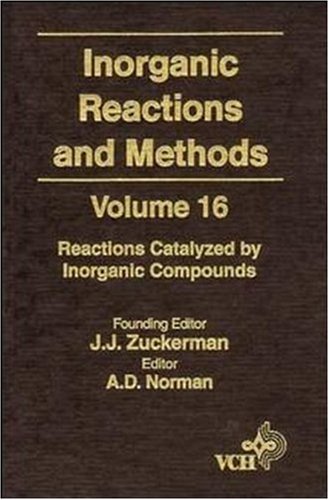 Inorganic
Reactions
and Methods
Volume 16
Reactions Catalyzed by
Inorganic Compounds
Founding Editor
J.J. Zuckerman
Editor
A.D. Norman
VCH